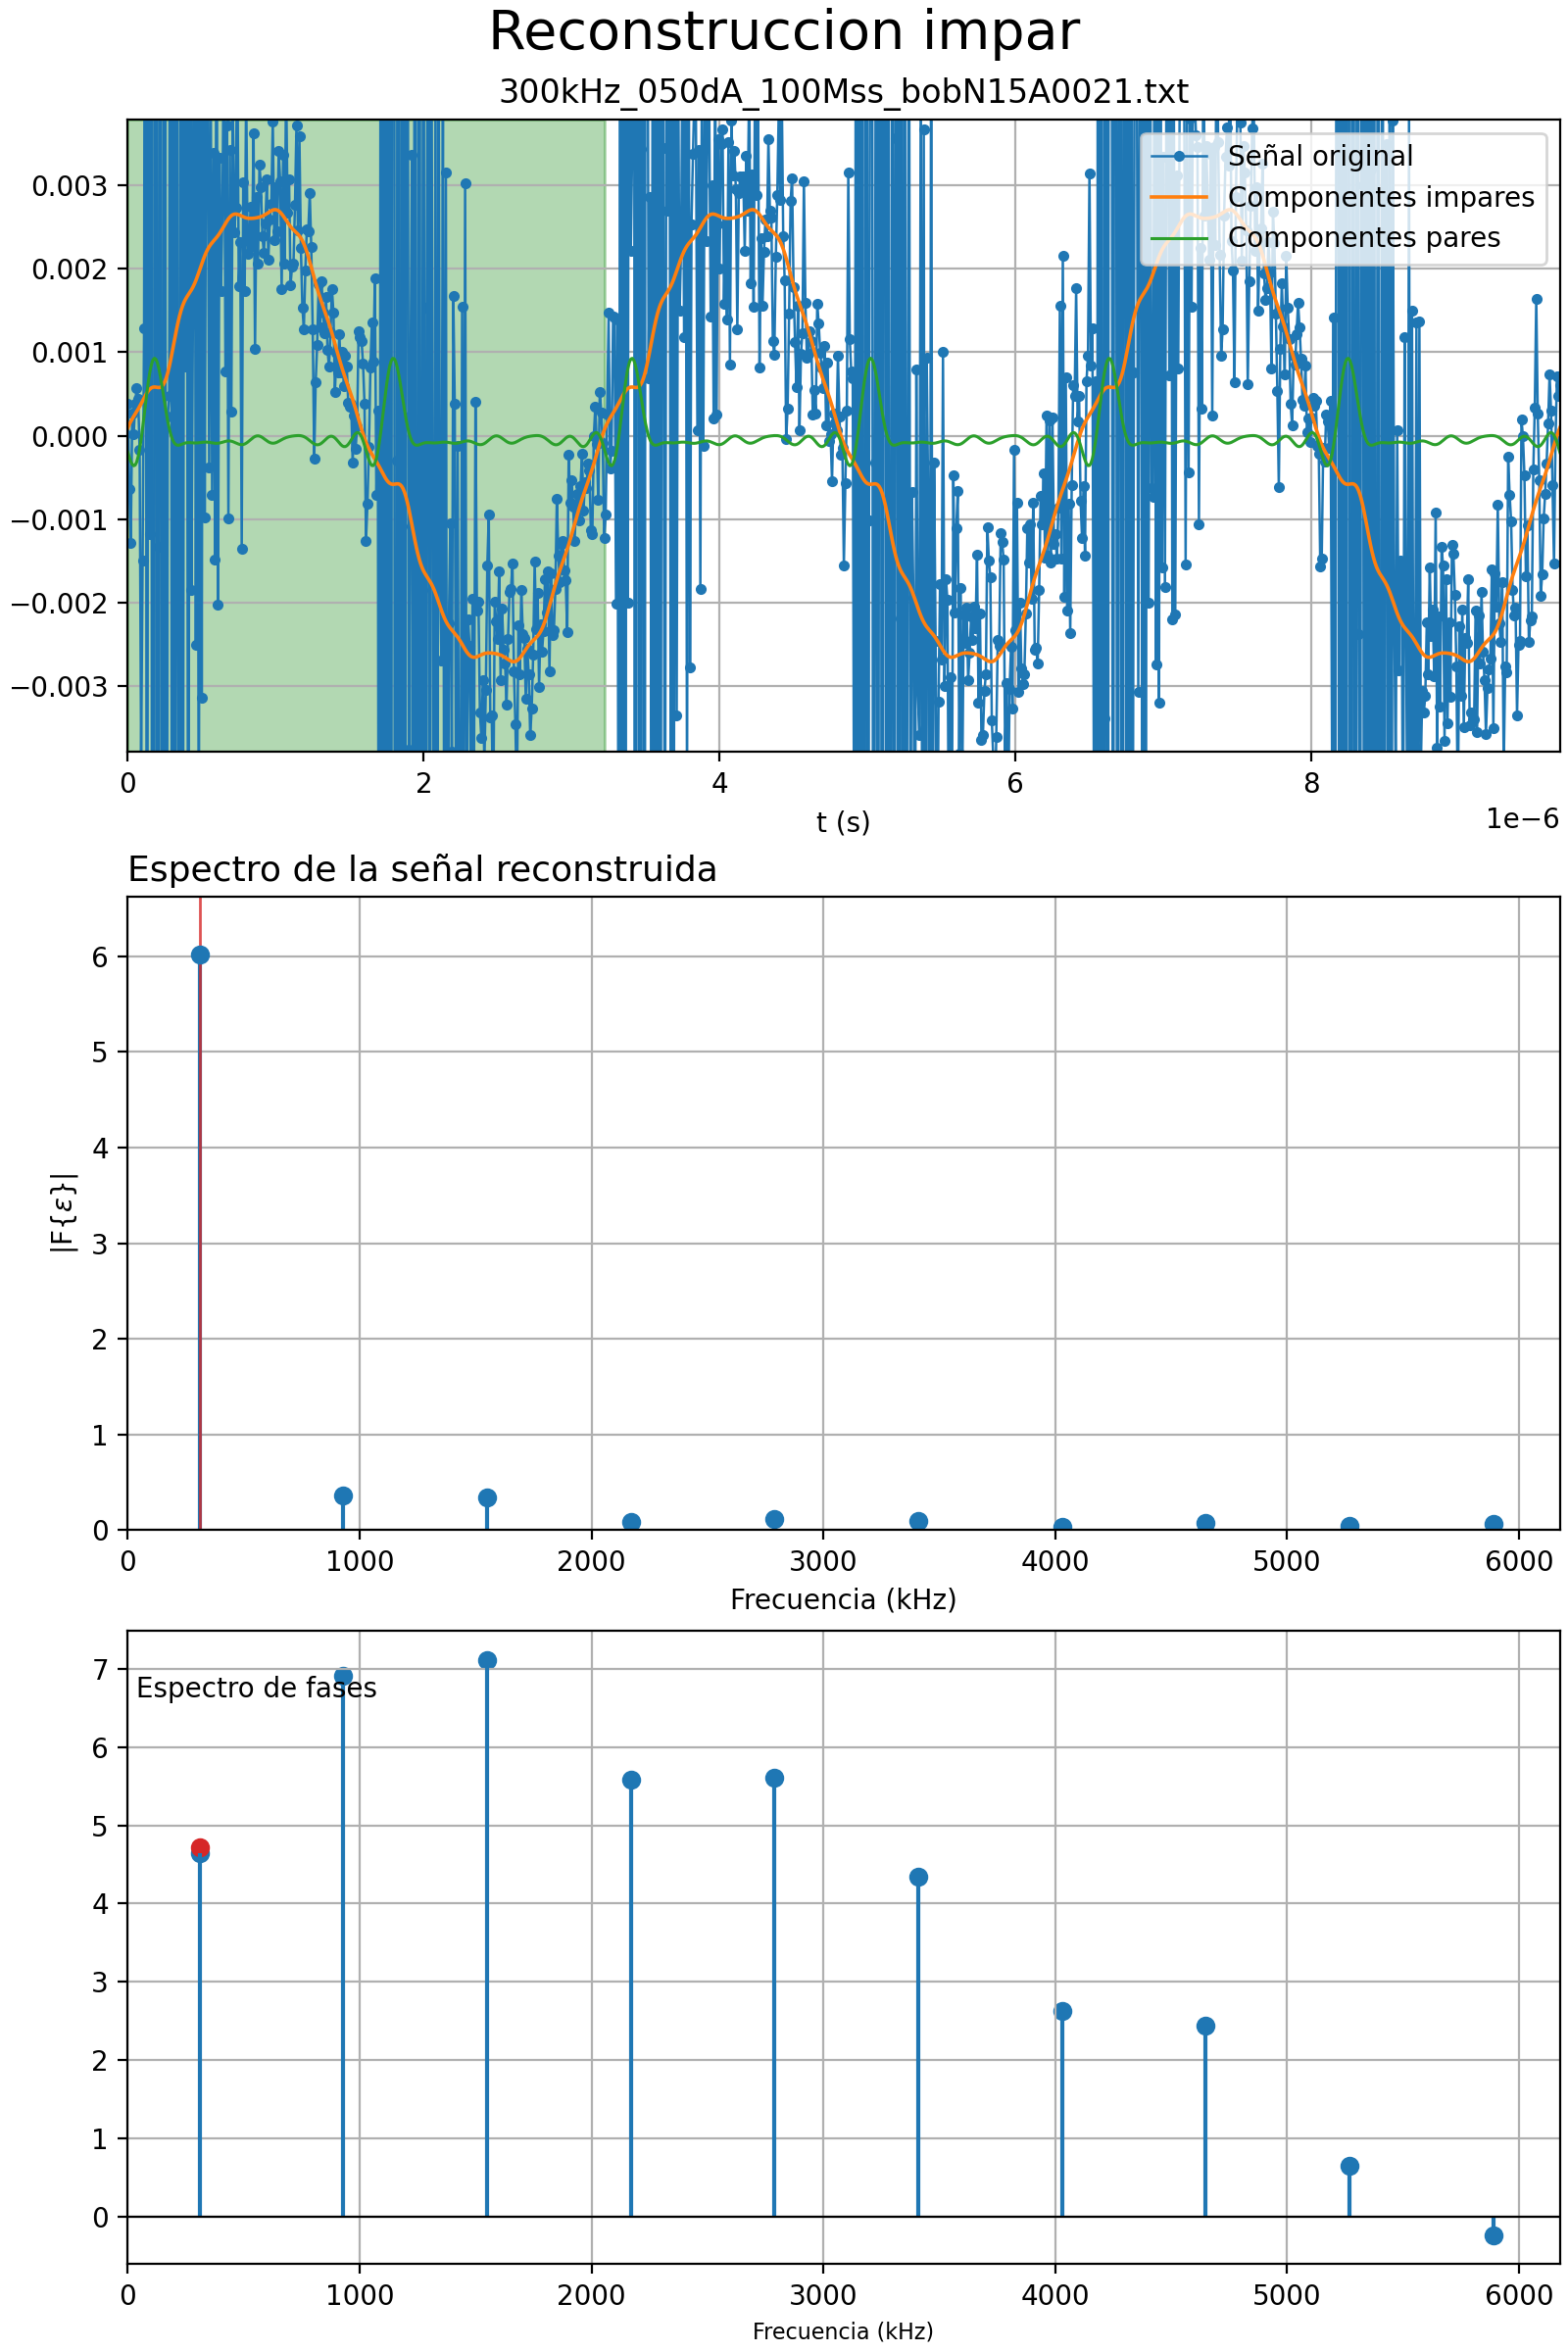 Reconstruccion impar
300kHz_050dA_100Mss_bobN15A0021.txt
Señal original
Componentes impares
Componentes pares
0.003
0.002
0.001
0.000
−0.001
−0.002
−0.003
0 2 4 6 8
1e−6
t (s)
Espectro de la señal reconstruida
6
5
4
3
2
1
0
|F{ε}|
0 1000 2000 3000 4000 5000 6000
Frecuencia (kHz)
Espectro de fases
7
6
5
4
3
2
1
0
0 1000 2000 3000 4000 5000 6000
Frecuencia (kHz)